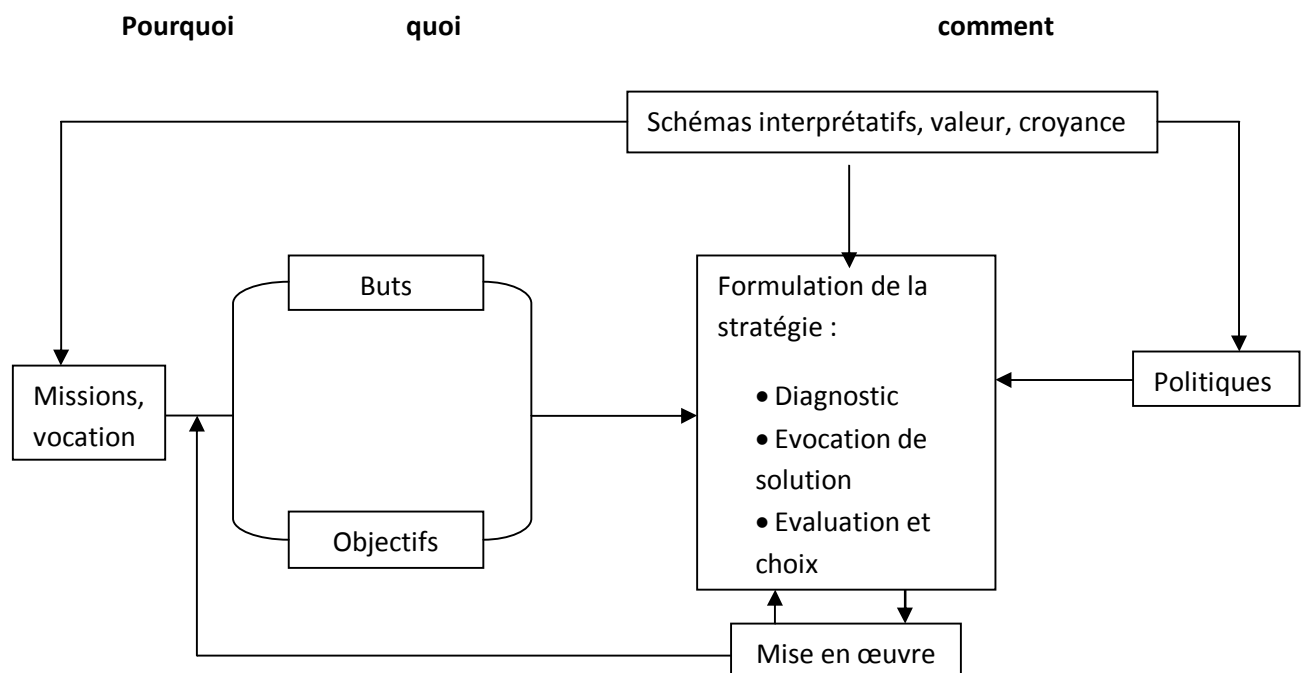 Pourquoi quoi comment
Schémas interprétatifs, valeur, croyance
Buts
Formulation de la
stratégie :
• Diagnostic
• Evocation de
solution
• Evaluation et
choix
Missions,
vocation
Politiques
Objectifs
Mise en œuvre